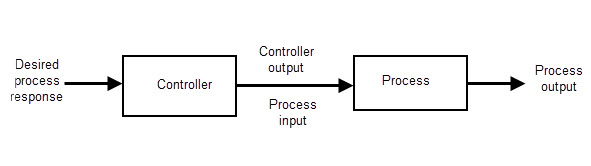 Desired
process
response
Controller
Controller
output
Process
input
Process
Process
output